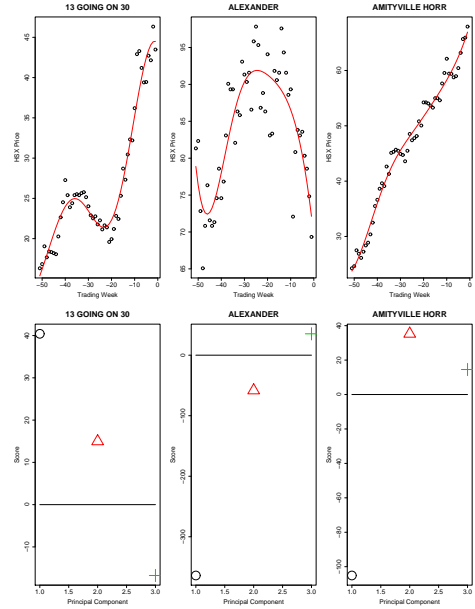 13 GOING ON 30
ALEXANDER
AMITYVILLE HORR
HSX Price
20 25 30 35 40 45
−50 −40 −30 −20 −10 0
Trading Week
HSX Price
65 70 75 80 85 90 95
−50 −40 −30 −20 −10 0
Trading Week
HSX Price
30 40 50 60
−50 −40 −30 −20 −10 0
Trading Week
13 GOING ON 30
ALEXANDER
AMITYVILLE HORR
Score
−10 0 10 20 30 40
1.0 1.5 2.0 2.5 3.0
Principal Component
Score
−300 −200 −100 0
1.0 1.5 2.0 2.5 3.0
Principal Component
Score
−100 −80 −60 −40 −20 0 20 40
1.0 1.5 2.0 2.5 3.0
Principal Component